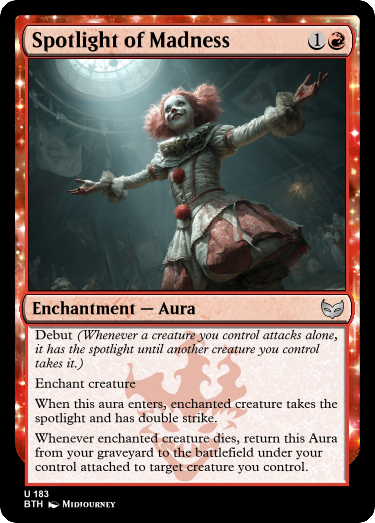 Spotlight of Madness 1
Enchantment — Aura
Debut (Whenever a creature you control attacks alone,
it has the spotlight until another creature you control
takes it.)
Enchant creature
When this aura enters, enchanted creature takes the
spotlight and has double strike.
Whenever enchanted creature dies, return this Aura
from your graveyard to the battlefield under your
control attached to target creature you control.
U 183
BTH Midjourney